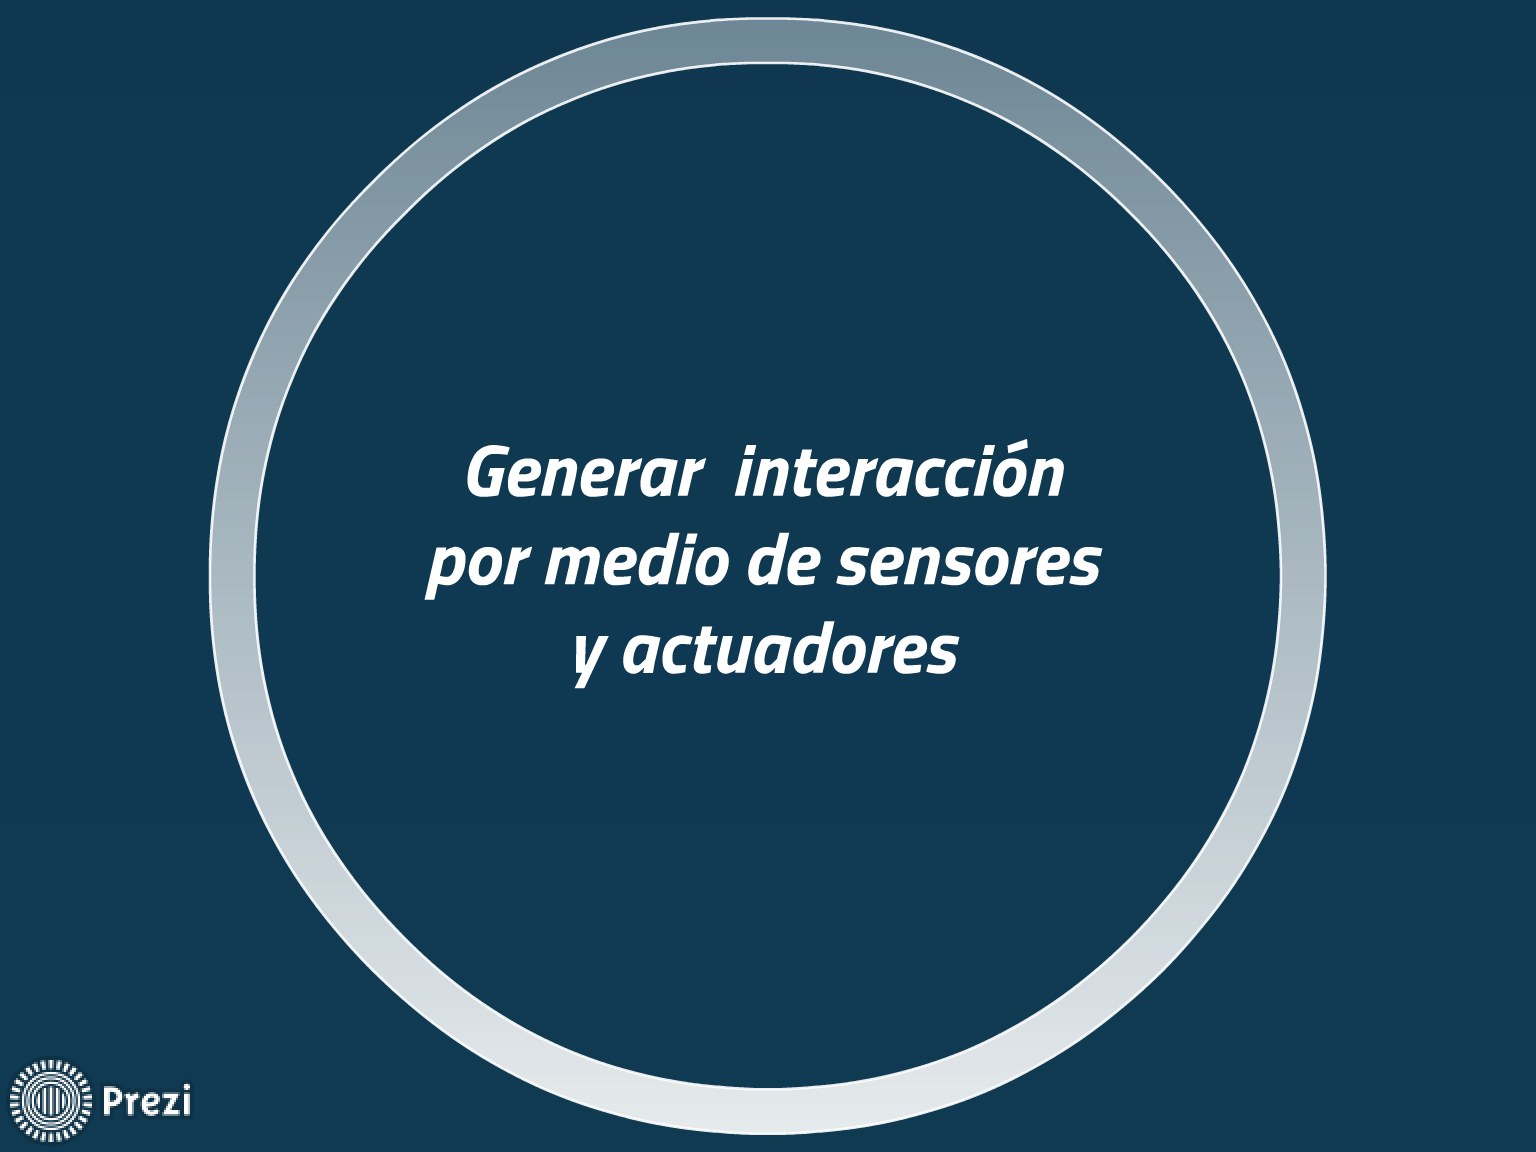 Generar  interacción
por medio de sensores
y actuadores
Prezi